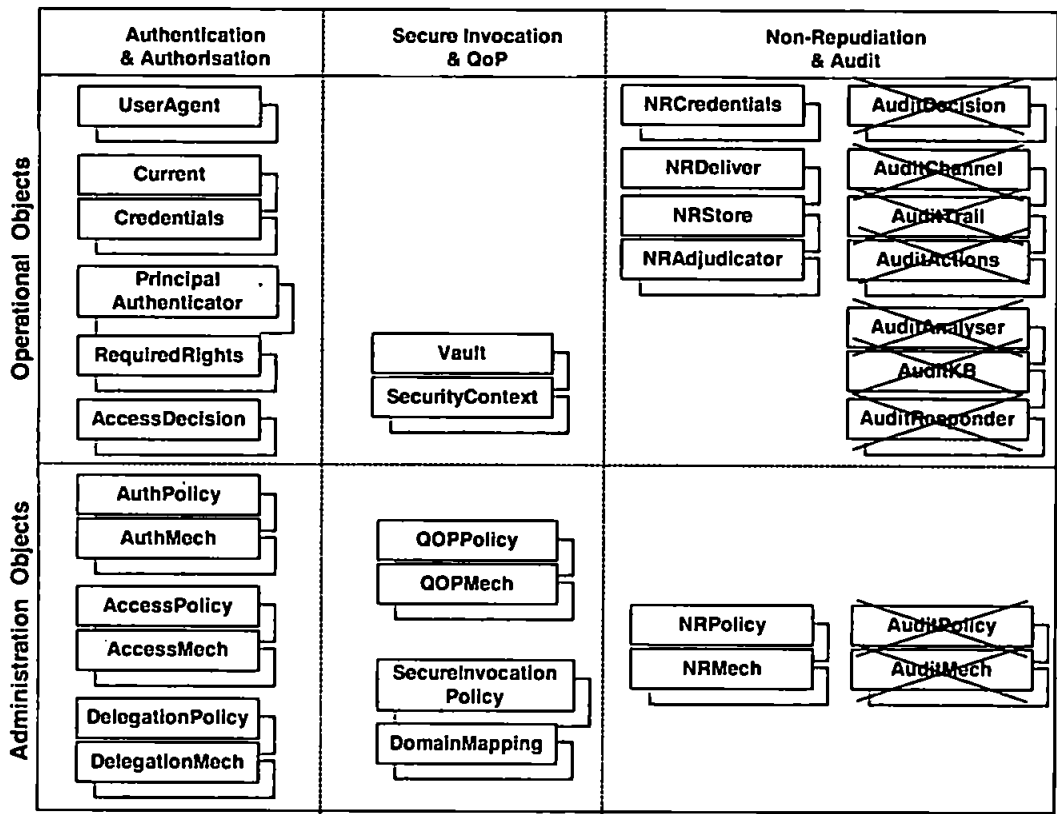 Authentication
& Authorisation
Secure Invocation
& QoP
Non-Repudiation
& Audit
Operational Objects
UserAgent
Current
Credentials
Principal
Authenticator
RequiredRights
AccessDecision
Vault
SecurityContext
NRCredentials
NRDeliver
NRStore
NRAdjudicator
AuditDecision
AuditChannel
AuditTrail
AuditActions
AuditAnalyser
AuditKB
AuditResponder
Administration Objects
AuthPolicy
AuthMech
AccessPolicy
AccessMech
DelegationPolicy
DelegationMech
QOPPolicy
QOPMech
SecureInvocation
Policy
DomainMapping
NRPolicy
NRMech
AuditPolicy
AuditMech